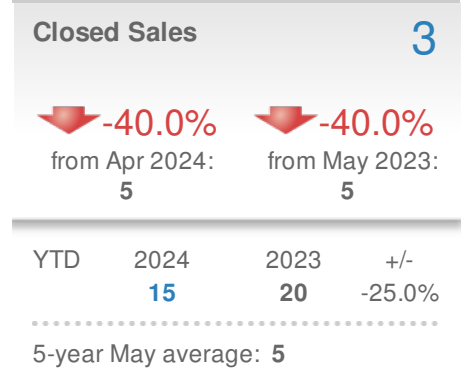 Closed Sales 3
-40.0% -40.0%
from Apr 2024: from May 2023:
5 5
YTD 2024 2023 +/-
15 20 -25.0%
5-year May average: 5